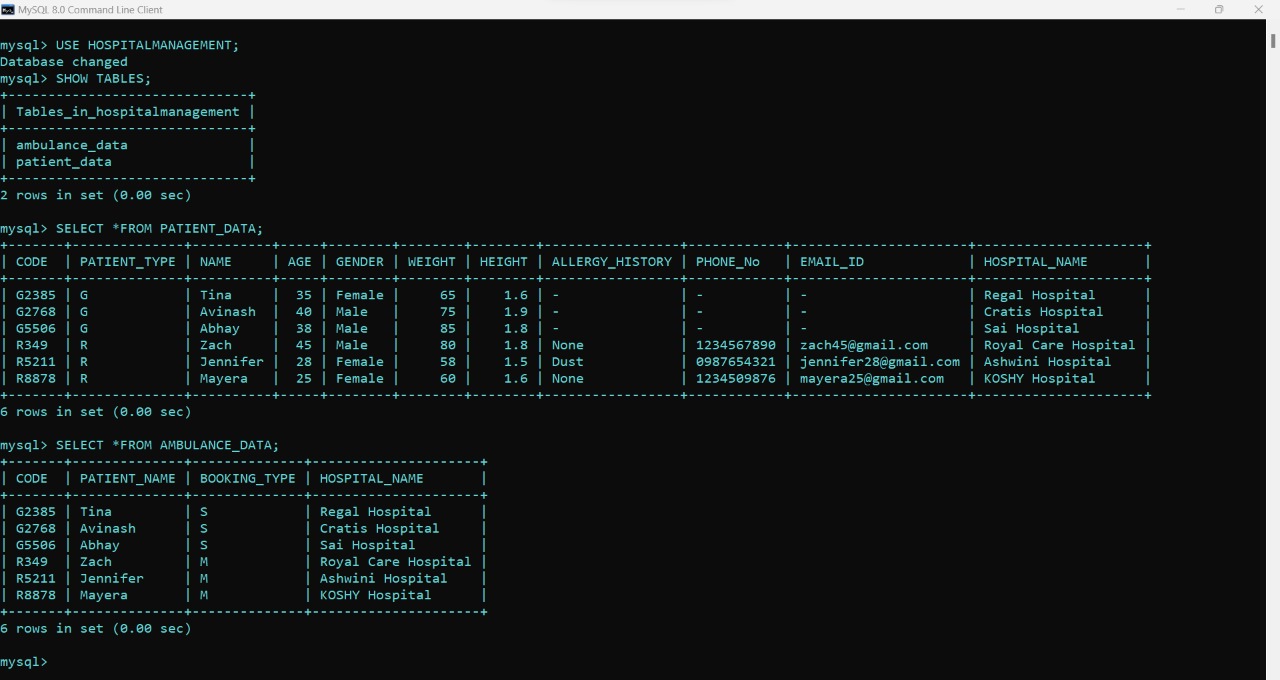 MySQL 8.0 Command Line Client
mysql> USE HOSPITALMANAGEMENT;
Database changed
mysql> SHOW TABLES;
+------------------------------+
| Tables_in_hospitalmanagement |
+------------------------------+
| ambulance_data               |
| patient_data                 |
+------------------------------+
2 rows in set (0.00 sec)
mysql> SELECT *FROM PATIENT_DATA;
+-------+--------------+----------+-----+--------+--------+--------+-----------------+------------+----------------------+---------------------+
| CODE  | PATIENT_TYPE | NAME     | AGE | GENDER | WEIGHT | HEIGHT | ALLERGY_HISTORY | PHONE_No   | EMAIL_ID             | HOSPITAL_NAME       |
+-------+--------------+----------+-----+--------+--------+--------+-----------------+------------+----------------------+---------------------+
| G2385 | G            | Tina     |  35 | Female |     65 |    1.6 | -               | -          | -                    | Regal Hospital      |
| G2768 | G            | Avinash  |  40 | Male   |     75 |    1.9 | -               | -          | -                    | Cratis Hospital     |
| G5506 | G            | Abhay    |  38 | Male   |     85 |    1.8 | -               | -          | -                    | Sai Hospital        |
| R349  | R            | Zach     |  45 | Male   |     80 |    1.8 | None            | 1234567890 | zach45@gmail.com     | Royal Care Hospital |
| R5211 | R            | Jennifer |  28 | Female |     58 |    1.5 | Dust            | 0987654321 | jennifer28@gmail.com | Ashwini Hospital    |
| R8878 | R            | Mayera   |  25 | Female |     60 |    1.6 | None            | 1234509876 | mayera25@gmail.com   | KOSHY Hospital      |
+-------+--------------+----------+-----+--------+--------+--------+-----------------+------------+----------------------+---------------------+
6 rows in set (0.00 sec)
mysql> SELECT *FROM AMBULANCE_DATA;
+-------+--------------+--------------+---------------------+
| CODE  | PATIENT_NAME | BOOKING_TYPE | HOSPITAL_NAME       |
+-------+--------------+--------------+---------------------+
| G2385 | Tina         | S            | Regal Hospital      |
| G2768 | Avinash      | S            | Cratis Hospital     |
| G5506 | Abhay        | S            | Sai Hospital        |
| R349  | Zach         | M            | Royal Care Hospital |
| R5211 | Jennifer     | M            | Ashwini Hospital    |
| R8878 | Mayera       | M            | KOSHY Hospital      |
+-------+--------------+--------------+---------------------+
6 rows in set (0.00 sec)
mysql>